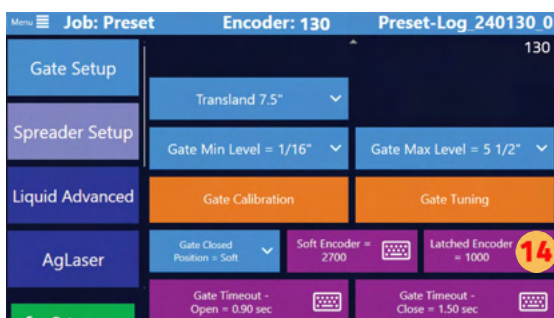 Menu Job: Preset Encoder: 130 Preset-Log_240130_0
130
Gate Setup
Transland 7.5"
Spreader Setup
Gate Min Level = 1/16" Gate Max Level = 5 1/2"
Liquid Advanced
Gate Calibration Gate Tuning
AgLaser
Gate Closed
Position = Soft
Soft Encoder =
2700
Latched Encoder
= 1000
14
Gate Timeout -
Open = 0.90 sec
Gate Timeout -
Close = 1.50 sec